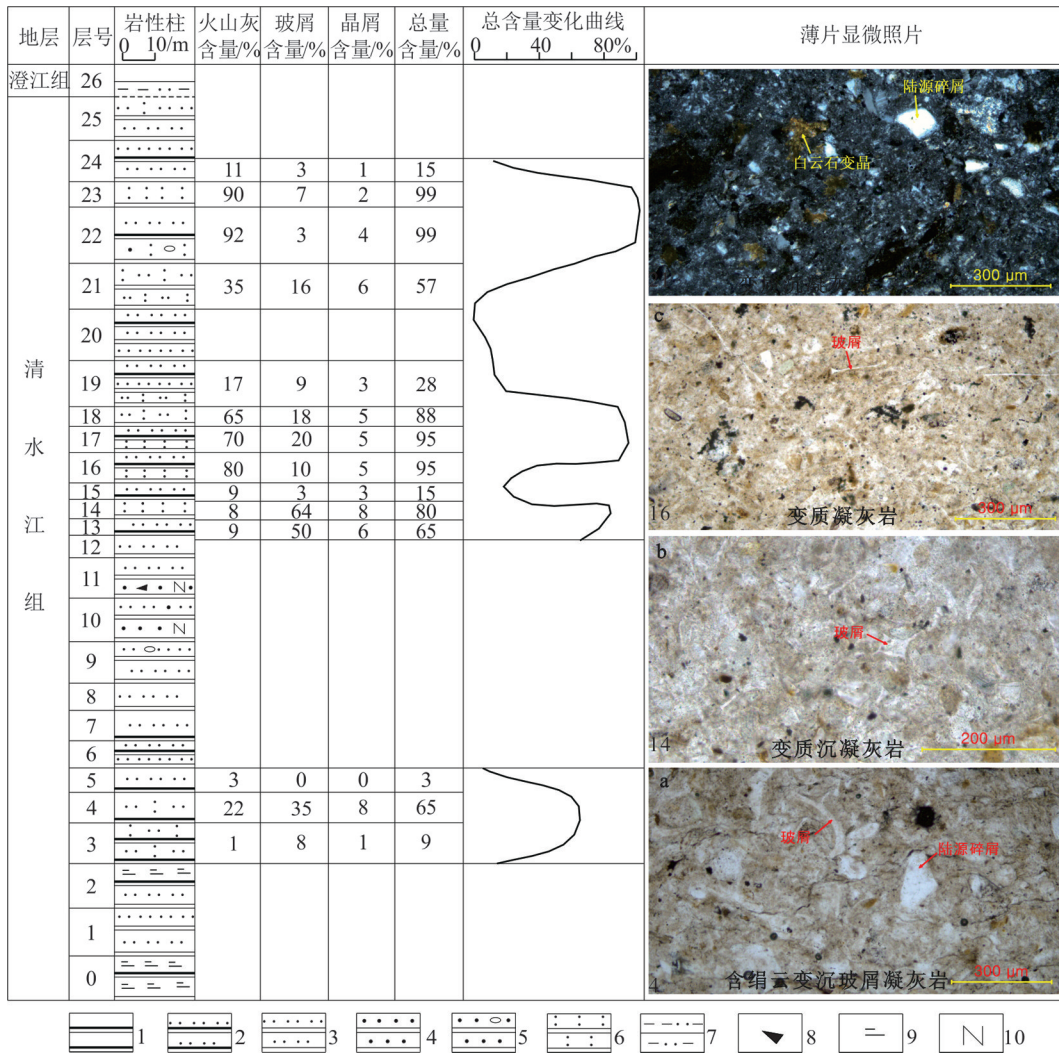 地层 层号 岩性柱 火山灰 玻屑 晶屑 总量 总含量变化曲线 薄片显微照片
0 10/m 含量/% 含量/% 含量/% 含量/% 0 40 80%
澄江组 26
25
24 11 3 1 15
23 90 7 2 99
22 92 3 4 99
21 35 16 6 57
20
19 17 9 3 28
18 65 18 5 88
17 70 20 5 95
16 80 10 5 95
15 9 3 3 15
14 8 64 8 80
13 9 50 6 65
12
11 N
10 N
9
8
7
6
5 3 0 0 3
4 22 35 8 65
3 1 8 1 9
2
1
0
清
水
江
组
陆源碎屑
白云石变晶
300 μm
c
玻屑
16 变质凝灰岩 300 μm
b
玻屑
14 变质沉凝灰岩 200 μm
a
玻屑
陆源碎屑
4 含绢云变沉玻屑凝灰岩 300 μm
1 2 3 4 5 6 7 8 9 N 10